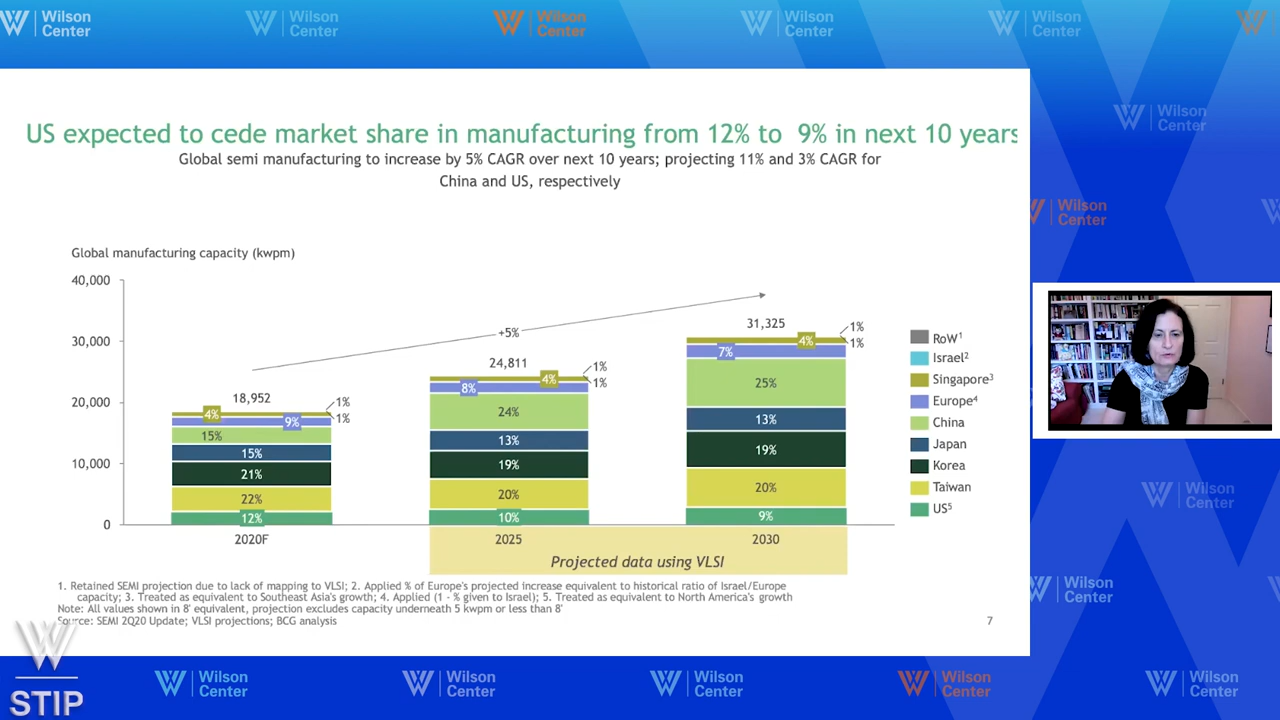 Wilson
Center
Wilson
Center
Wilson
Center
Wilson
Center
Wilson
Center
Wilson
Center
US expected to cede market share in manufacturing from 12% to 9% in next 10 years
Global semi manufacturing to increase by 5% CAGR over next 10 years; projecting 11% and 3% CAGR for
China and US, respectively
Wilson
Center
Global manufacturing capacity (kwpm)
40,000
30,000
20,000
10,000
0
+5%
18,952
1%
1%
4%
9%
15%
15%
21%
22%
12%
2020F
24,811
1%
1%
4%
8%
24%
13%
19%
20%
10%
2025
31,325
1%
1%
4%
7%
25%
13%
19%
20%
9%
2030
Projected data using VLSI
RoW1
Israel2
Singapore3
Europe4
China
Japan
Korea
Taiwan
US5
1. Retained SEMI projection due to lack of mapping to VLSI; 2. Applied % of Europe's projected increase equivalent to historical ratio of Israel/Europe
capacity; 3. Treated as equivalent to Southeast Asia's growth; 4. Applied (1 - % given to Israel); 5. Treated as equivalent to North America's growth
Note: All values shown in 8' equivalent, projection excludes capacity underneath 5 kwpm or less than 8'
Source: SEMI 2Q20 Update; VLSI projections; BCG analysis
7
Wilson
Center
Wilson
Center
STIP
Wilson
Center
Wilson
Center
Wilson
Center
Wilson
Center
Wilson
Center